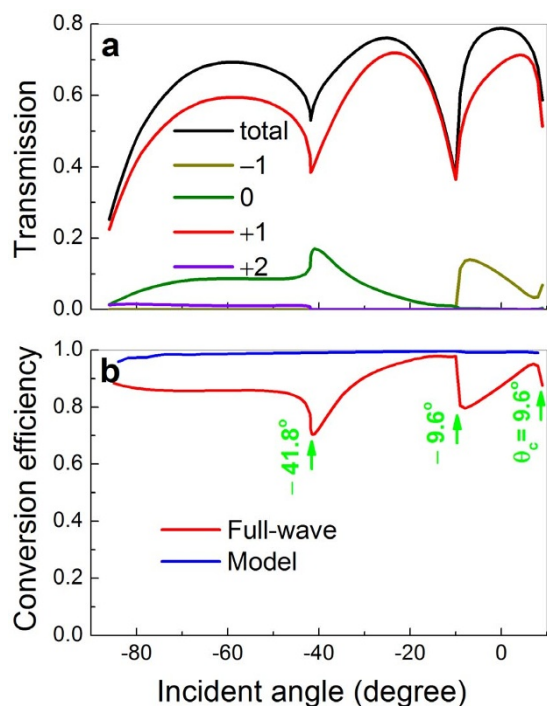 a
Transmission
0.8
0.6
0.4
0.2
0.0
total
−1
0
+1
+2
b
Conversion efficiency
1.0
0.8
0.6
0.4
0.2
0.0
− 41.8°
− 9.6°
θc = 9.6°
Full-wave
Model
-80 -60 -40 -20 0
Incident angle (degree)